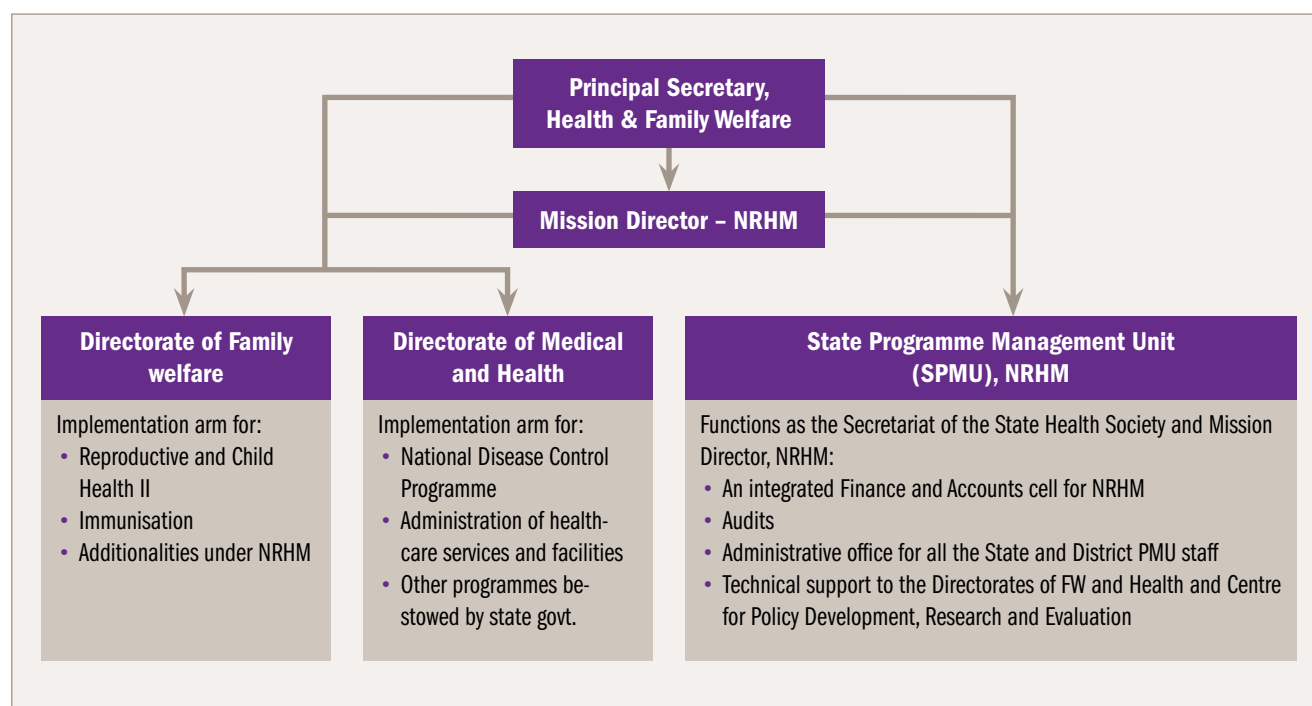 Principal Secretary,
Health & Family Welfare
Mission Director – NRHM
Directorate of Family
welfare
Implementation arm for:
• Reproductive and Child
Health II
• Immunisation
• Additionalities under NRHM
Directorate of Medical
and Health
Implementation arm for:
• National Disease Control
Programme
• Administration of health-
care services and facilities
• Other programmes be-
stowed by state govt.
State Programme Management Unit
(SPMU), NRHM
Functions as the Secretariat of the State Health Society and Mission
Director, NRHM:
• An integrated Finance and Accounts cell for NRHM
• Audits
• Administrative office for all the State and District PMU staff
• Technical support to the Directorates of FW and Health and Centre
for Policy Development, Research and Evaluation